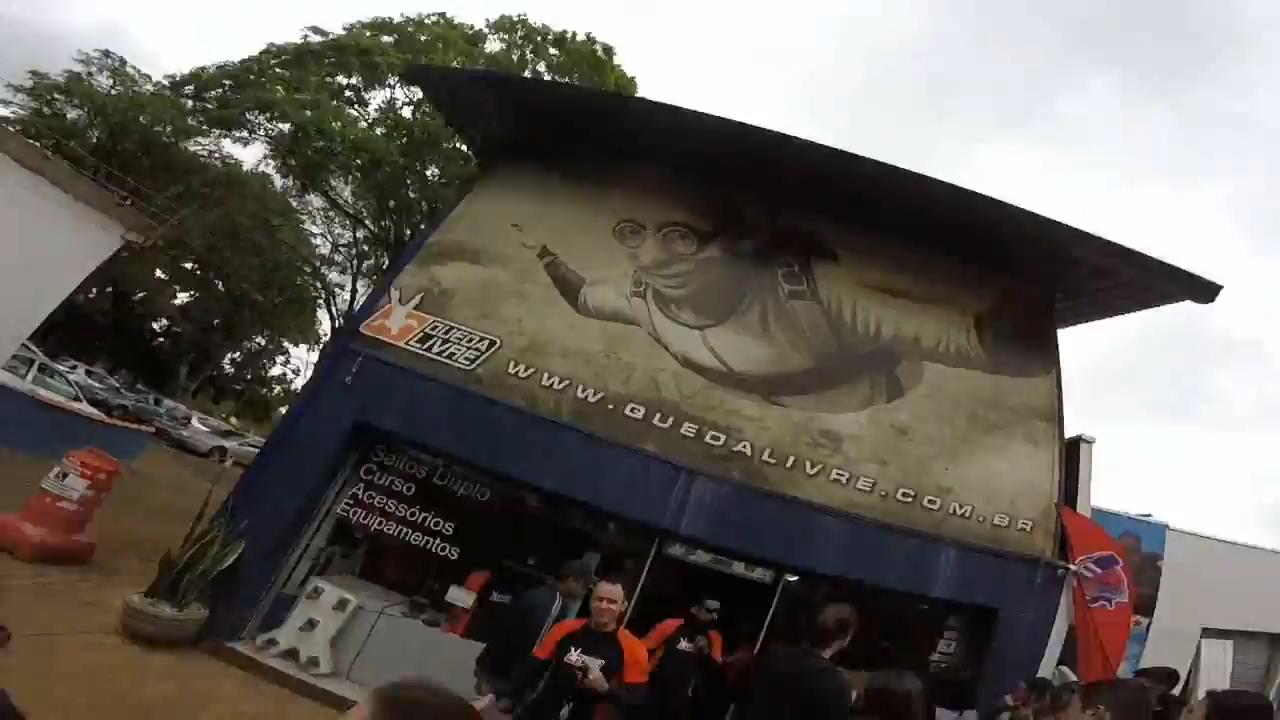 QUEDA
LIVRE
WWW.QUEDALIVRE.COM.BR
Saltos Duplo
Curso
Acessórios
Equipamentos